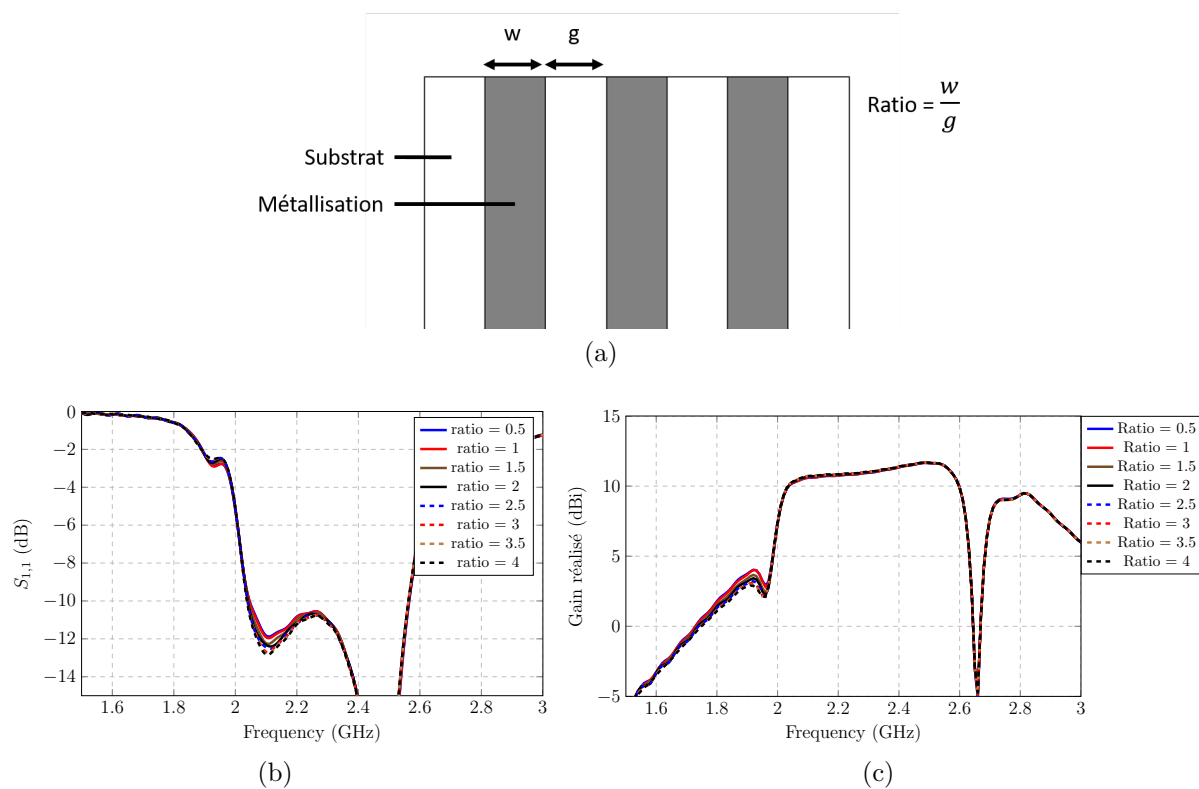 w
g
Ratio = w/g
Substrat
Métallisation
(a)
0
−2
−4
−6
−8
−10
−12
−14
S1,1 (dB)
1.6
1.8
2
2.2
2.4
2.6
2.8
3
Frequency (GHz)
ratio = 0.5
ratio = 1
ratio = 1.5
ratio = 2
ratio = 2.5
ratio = 3
ratio = 3.5
ratio = 4
(b)
15
10
5
0
−5
Gain réalisé (dBi)
1.6
1.8
2
2.2
2.4
2.6
2.8
3
Frequency (GHz)
Ratio = 0.5
Ratio = 1
Ratio = 1.5
Ratio = 2
Ratio = 2.5
Ratio = 3
Ratio = 3.5
Ratio = 4
(c)